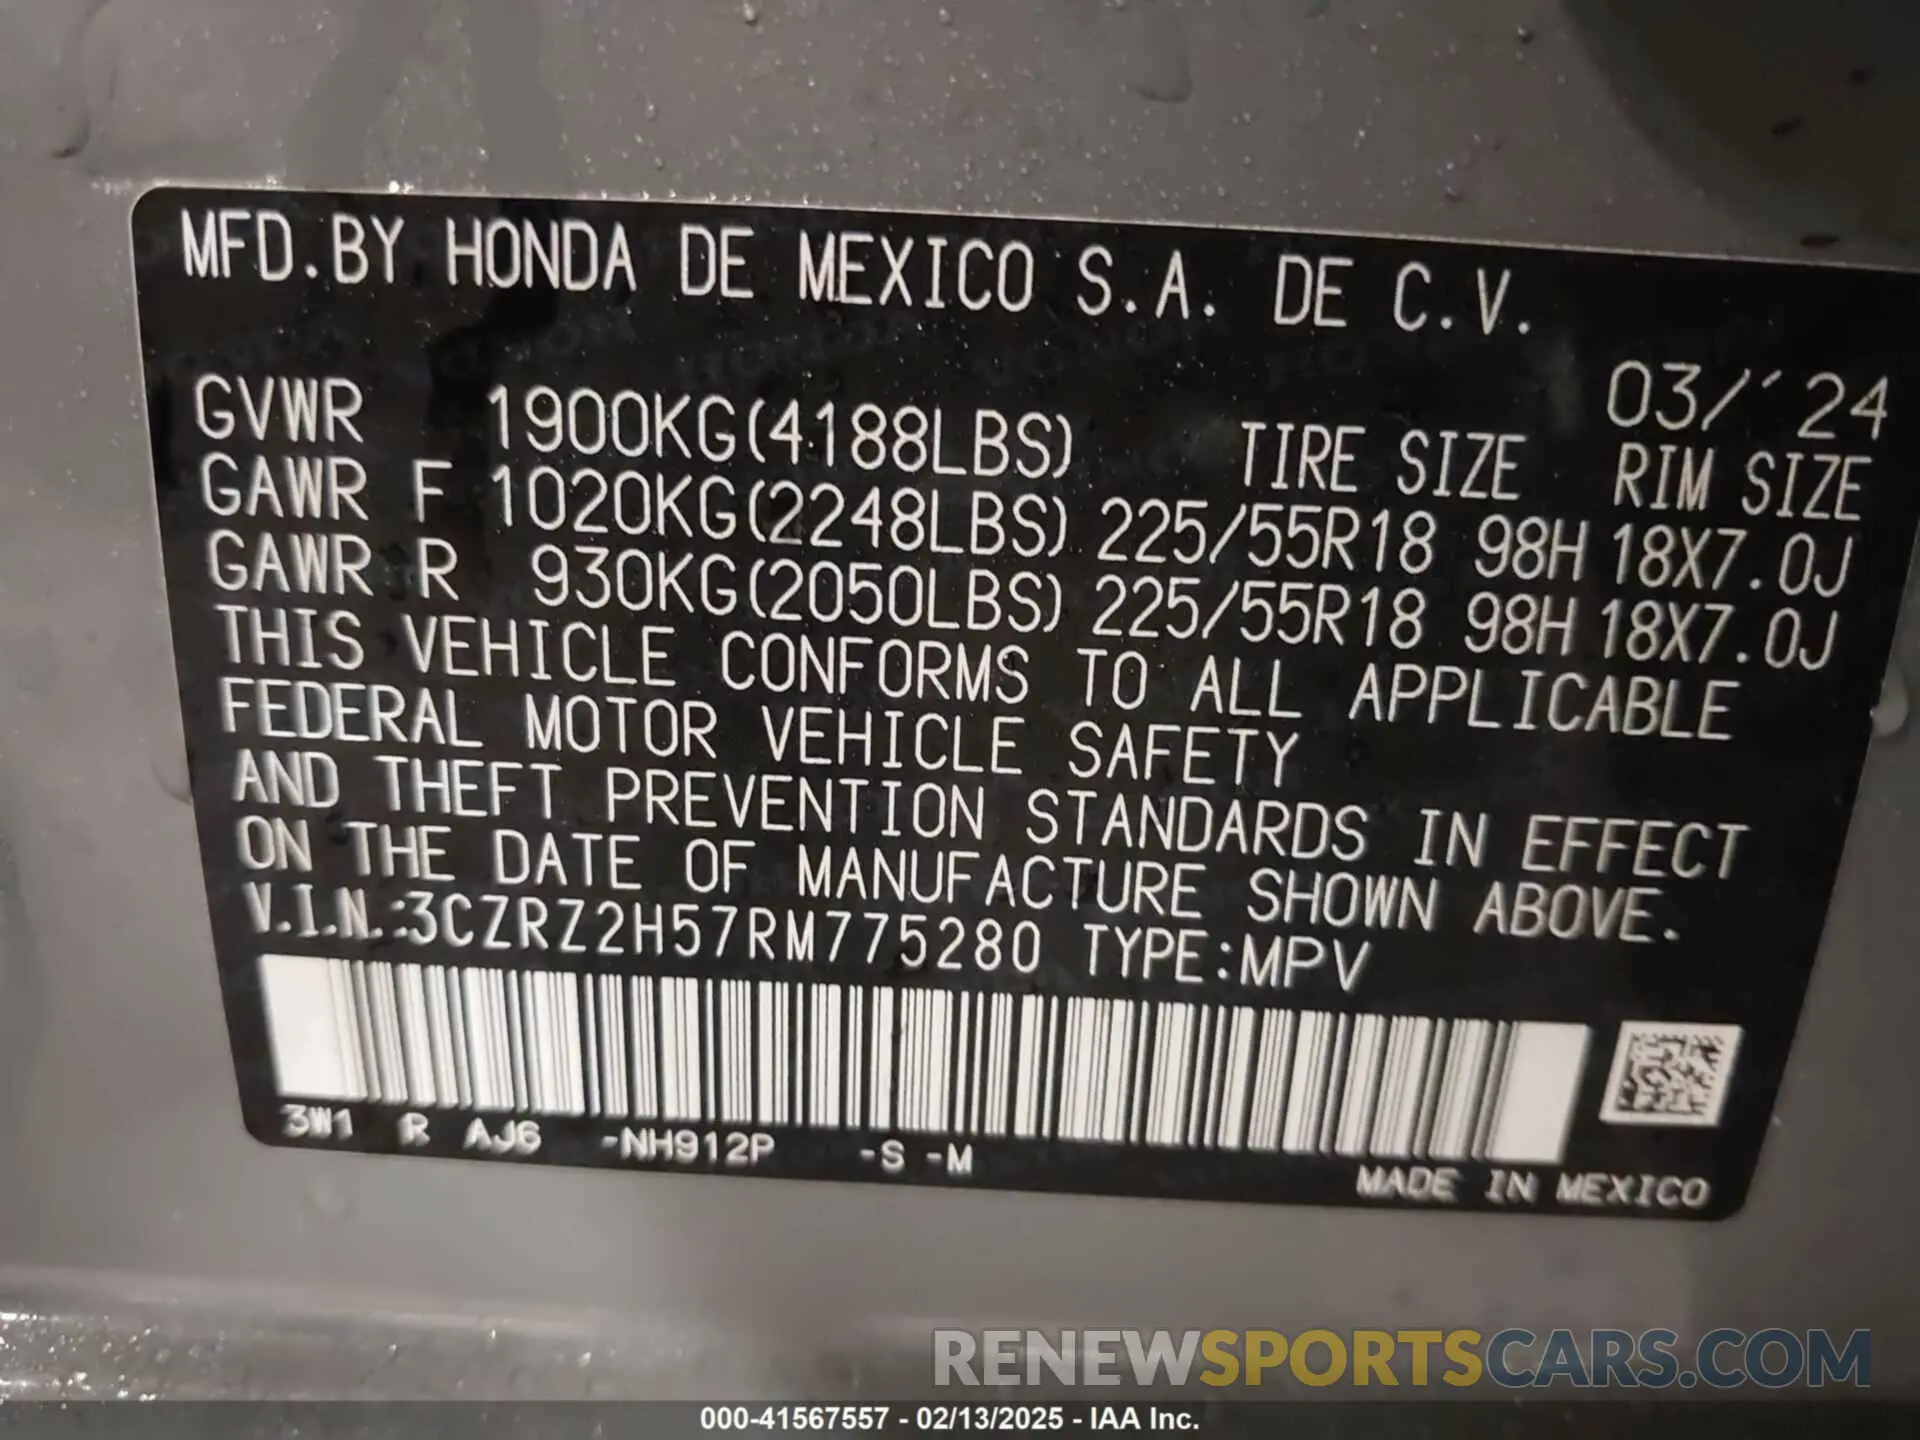 MFD.BY HONDA DE MEXICO S.A. DE C.V.
03/´24
GVWR 1900KG(4188LBS) TIRE SIZE RIM SIZE
GAWR F 1020KG(2248LBS) 225/55R18 98H 18X7.0J
GAWR R 930KG(2050LBS) 225/55R18 98H 18X7.0J
THIS VEHICLE CONFORMS TO ALL APPLICABLE
FEDERAL MOTOR VEHICLE SAFETY
AND THEFT PREVENTION STANDARDS IN EFFECT
ON THE DATE OF MANUFACTURE SHOWN ABOVE.
V.I.N.:3CZRZ2H57RM775280 TYPE:MPV
3W1 R AJ6 -NH912P -S -M
MADE IN MEXICO
RENEWSPORTSCARS.COM
000-41567557 - 02/13/2025 - IAA Inc.